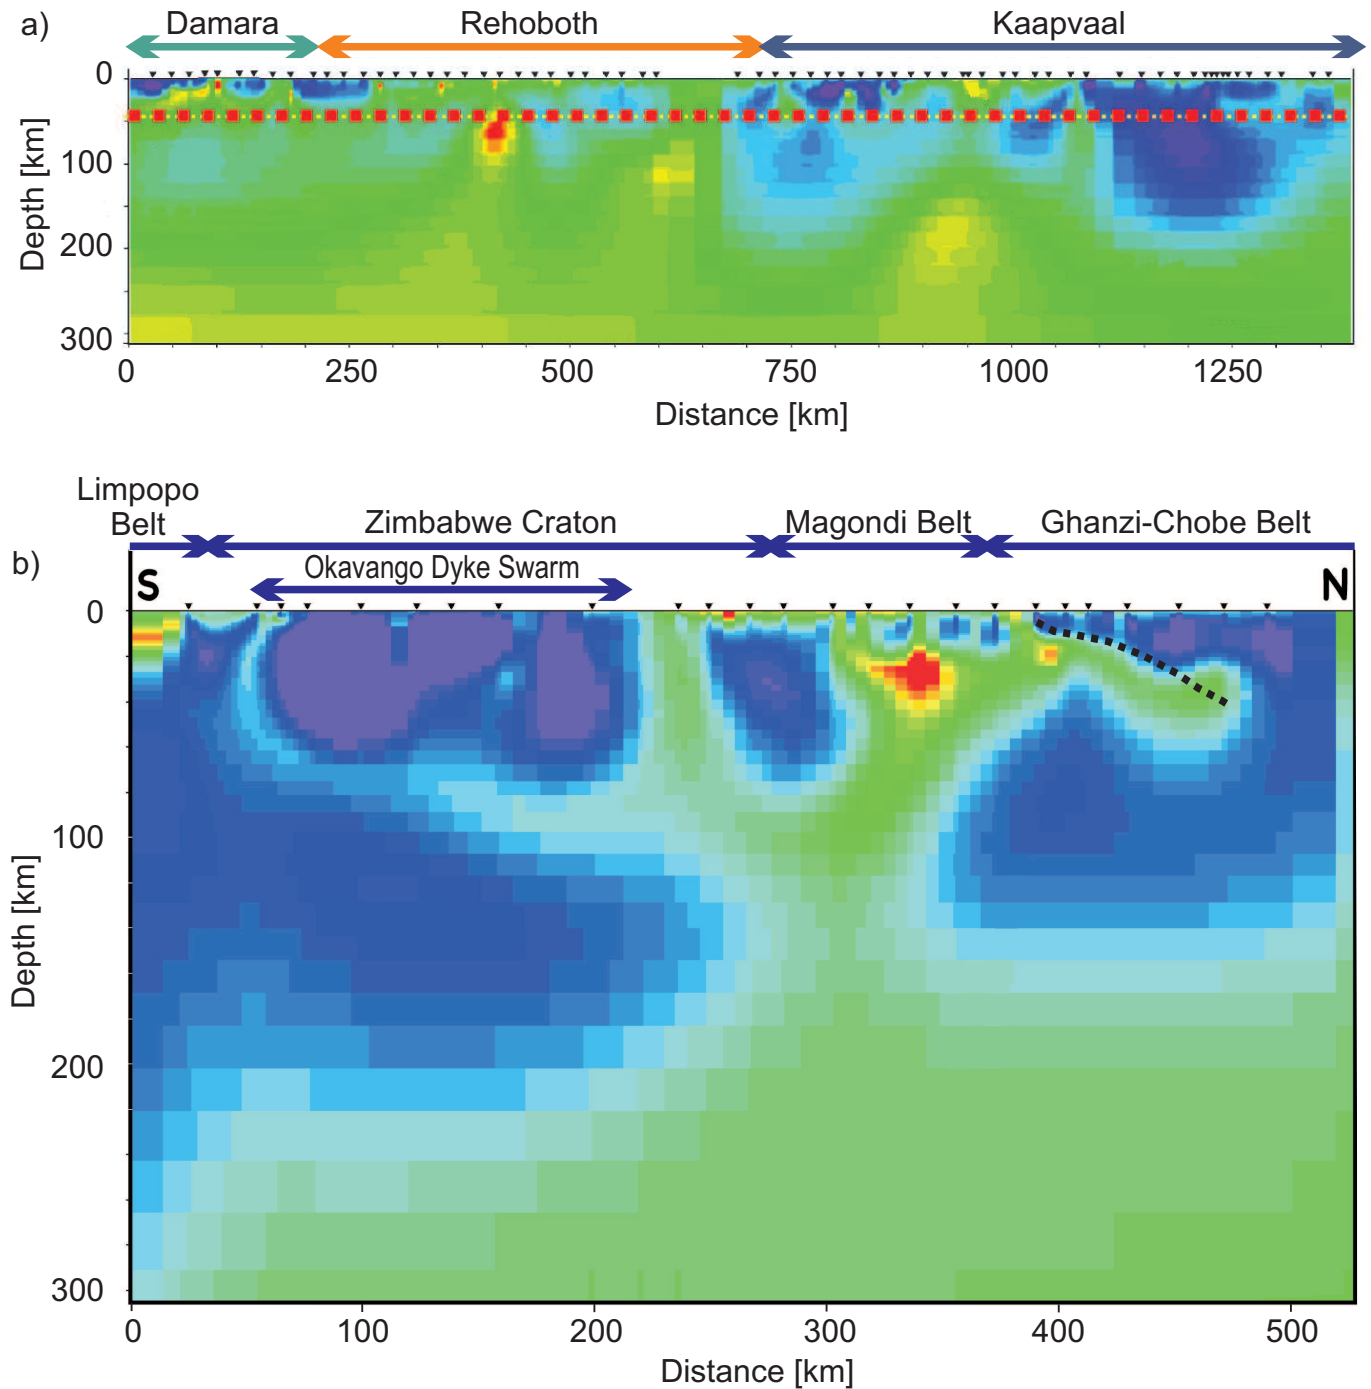 a)
Damara Rehoboth Kaapvaal
0
100
200
300
Depth [km]
0 250 500 750 1000 1250
Distance [km]
Limpopo
Belt
Zimbabwe Craton Magondi Belt Ghanzi-Chobe Belt
b)
Okavango Dyke Swarm
S N
0
100
200
300
Depth [km]
0 100 200 300 400 500
Distance [km]